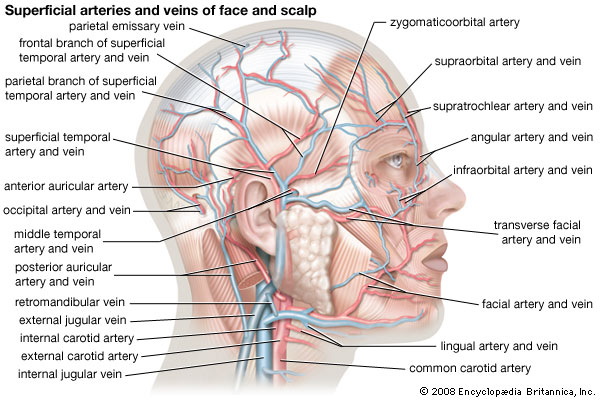 Superficial arteries and veins of face and scalp
parietal emissary vein
frontal branch of superficial
temporal artery and vein
parietal branch of superficial
temporal artery and vein
superficial temporal
artery and vein
anterior auricular artery
occipital artery and vein
middle temporal
artery and vein
posterior auricular
artery and vein
retromandibular vein
external jugular vein
internal carotid artery
external carotid artery
internal jugular vein
zygomaticoorbital artery
supraorbital artery and vein
supratrochlear artery and vein
angular artery and vein
infraorbital artery and vein
transverse facial
artery and vein
facial artery and vein
lingual artery and vein
common carotid artery
© 2008 Encyclopædia Britannica, Inc.